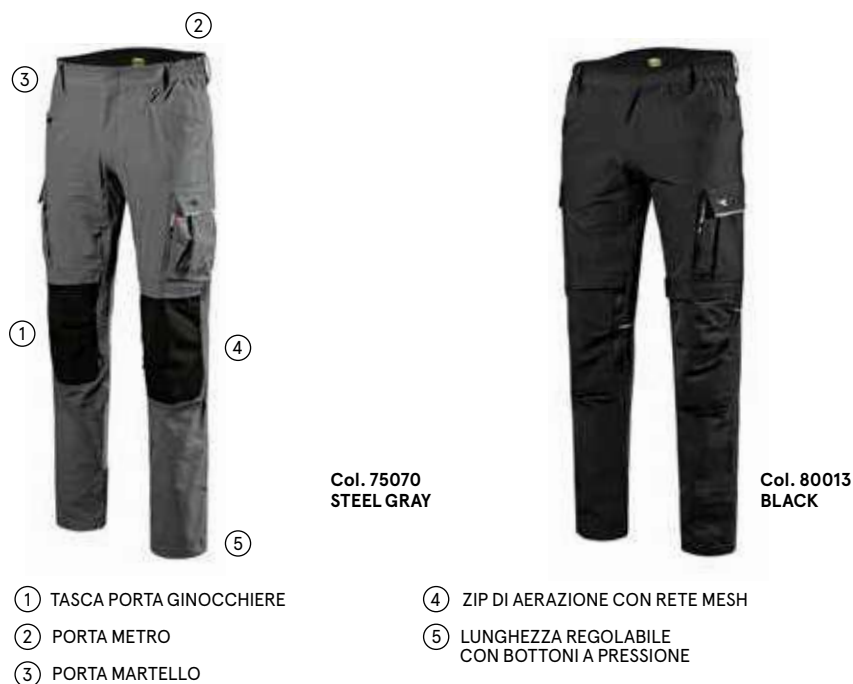 2
3
1
4
5
Col. 75070
STEEL GRAY
Col. 80013
BLACK
1 TASCA PORTA GINOCCHIERE
2 PORTA METRO
3 PORTA MARTELLO
4 ZIP DI AERAZIONE CON RETE MESH
5 LUNGHEZZA REGOLABILE
CON BOTTONI A PRESSIONE